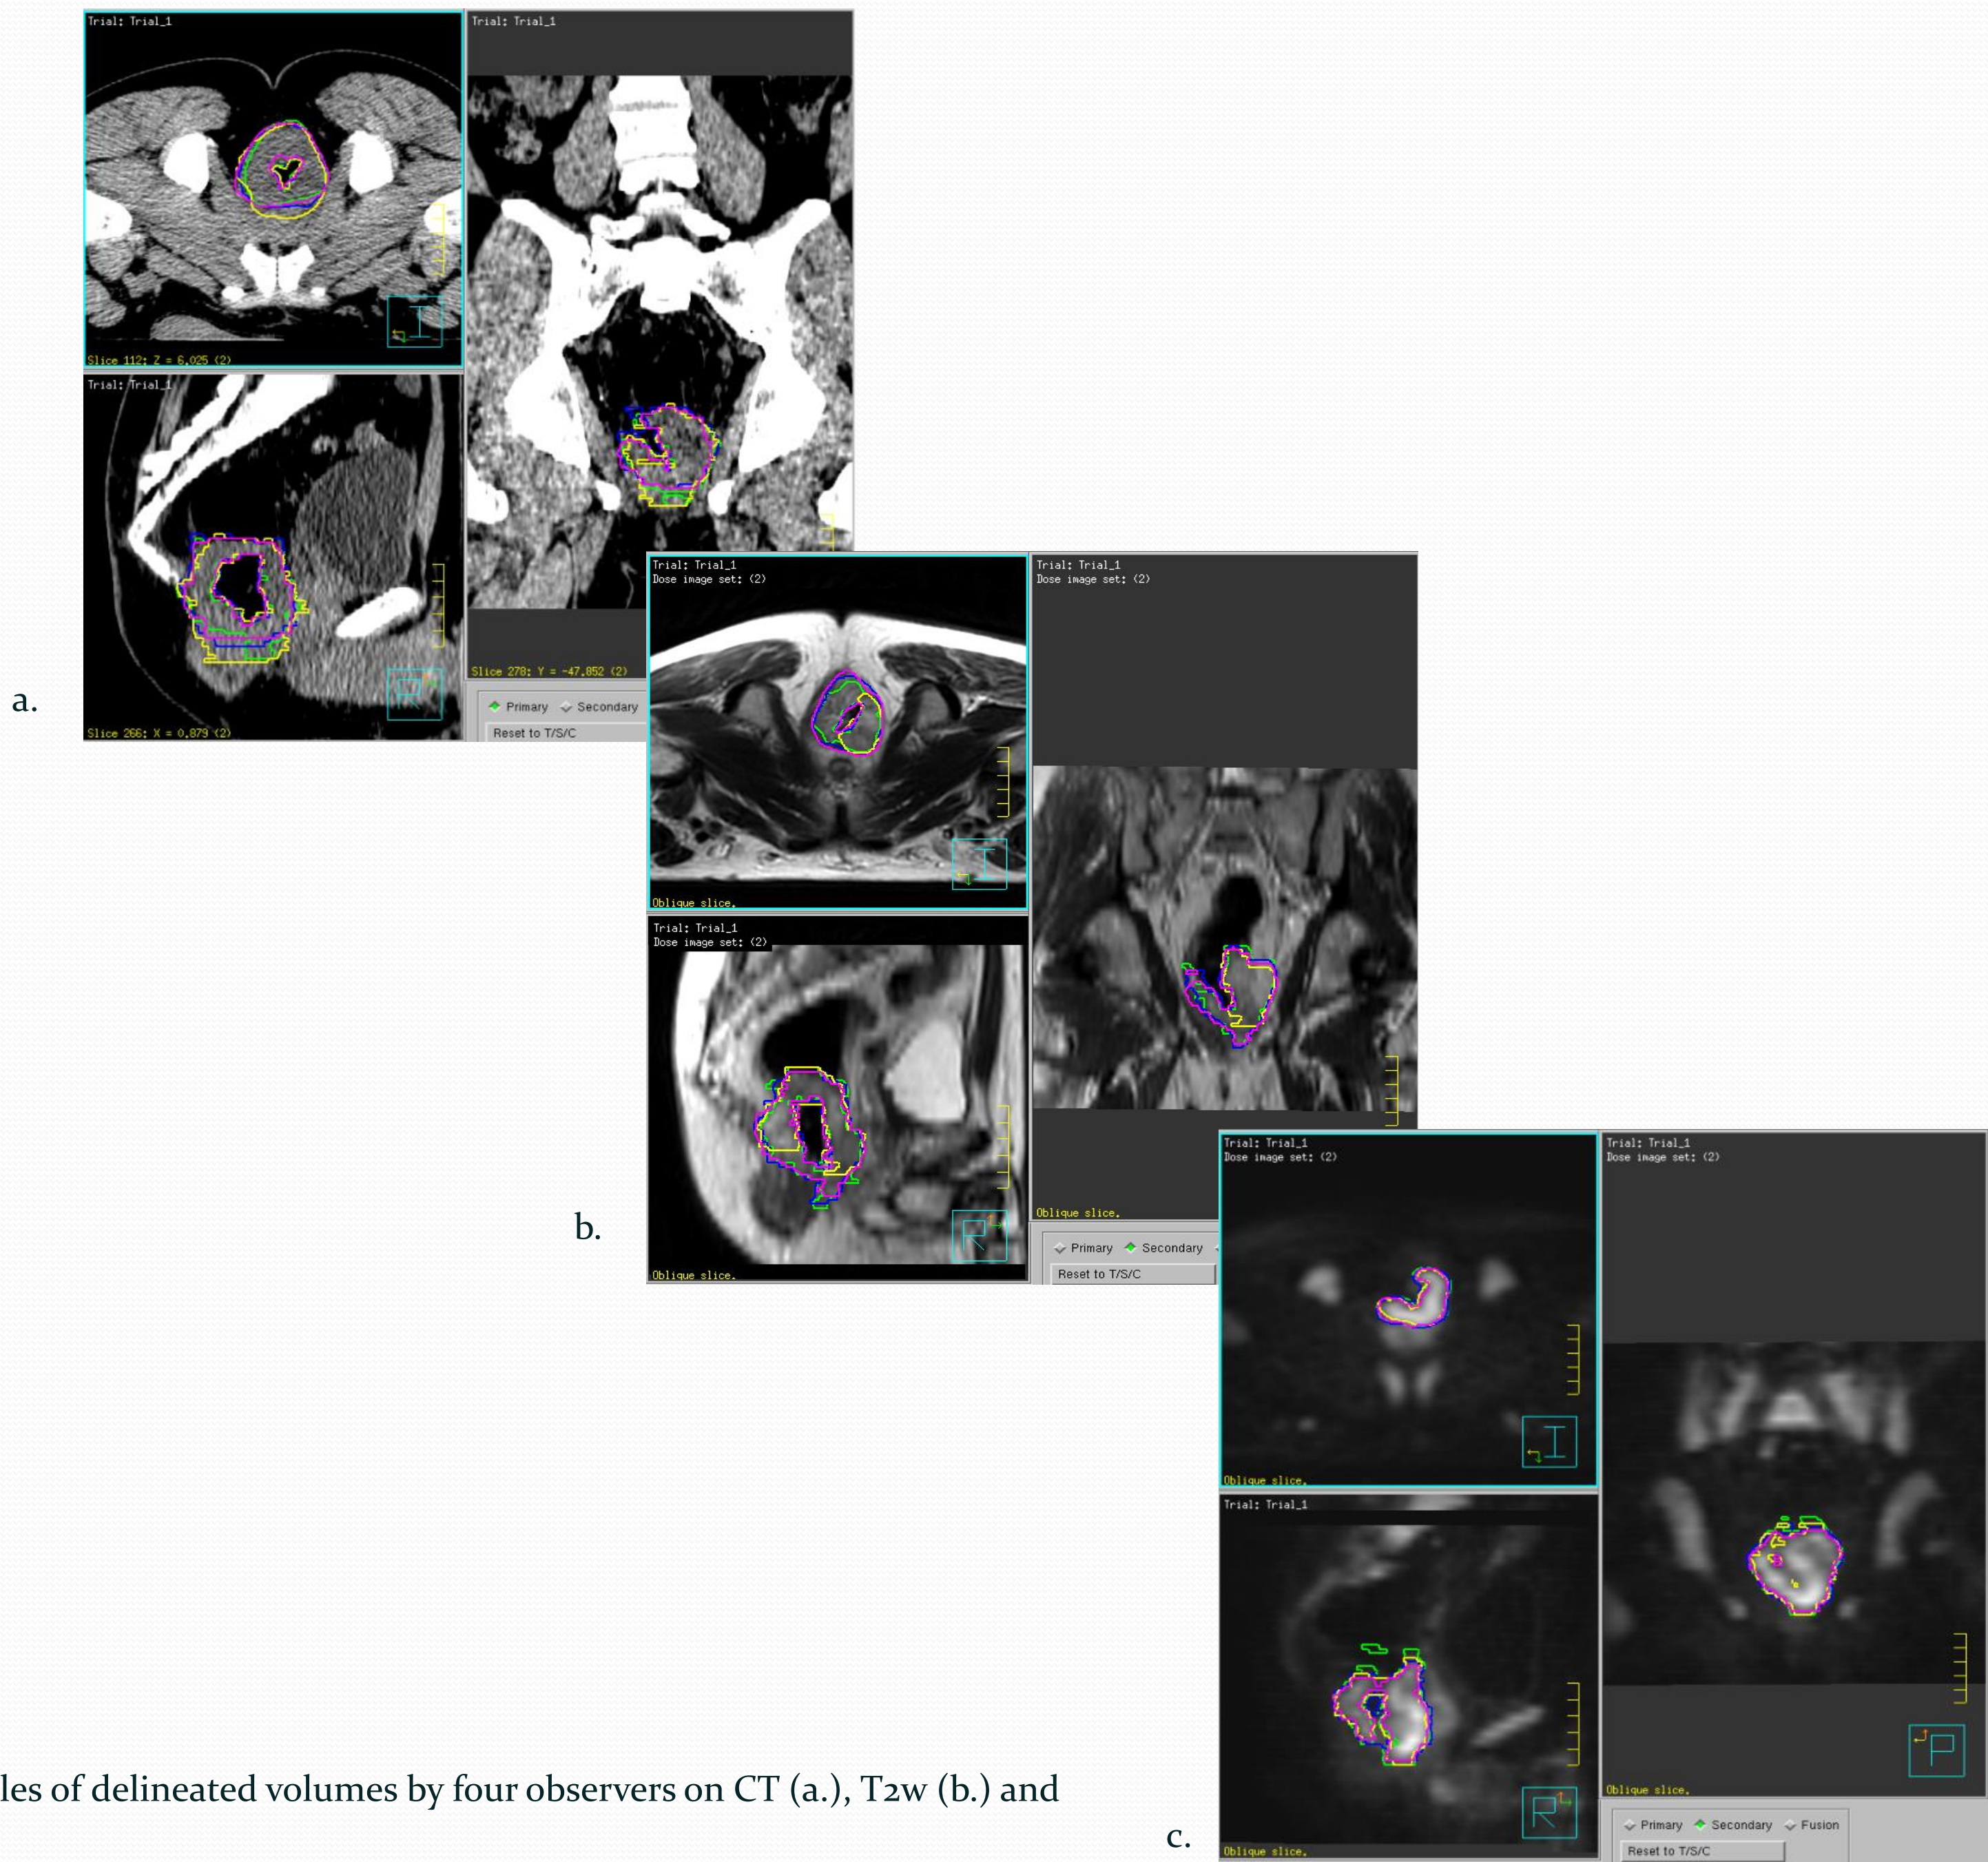 Trial: Trial_1
Trial: Trial_1
I
Slice 112: Z = 6.025 (2)
Trial: Trial_1
R
Slice 266: X = 0.879 (2)
Slice 278: Y = -47.852 (2)
Primary Secondary
Reset to T/S/C
a.
Trial: Trial_1
Dose image set: (2)
Trial: Trial_1
Dose image set: (2)
I
Oblique slice.
Trial: Trial_1
Dose image set: (2)
R
Oblique slice.
Oblique slice.
Primary Secondary
Reset to T/S/C
b.
Trial: Trial_1
Dose image set: (2)
Trial: Trial_1
Dose image set: (2)
I
Oblique slice.
Trial: Trial_1
R
Oblique slice.
P
Oblique slice.
Primary Secondary Fusion
Reset to T/S/C
les of delineated volumes by four observers on CT (a.), T2w (b.) and
c.